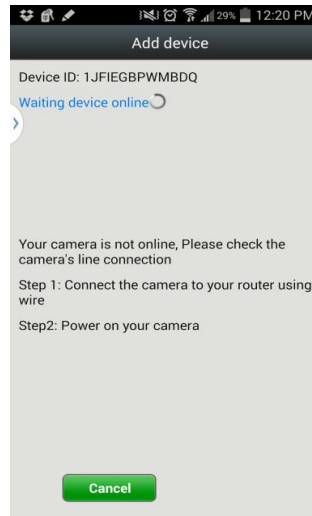 29% 12:20 PM
Add device
Device ID: 1JFIEGBPWMBDQ
Waiting device online
Your camera is not online, Please check the
camera's line connection
Step 1: Connect the camera to your router using
wire
Step2: Power on your camera
Cancel